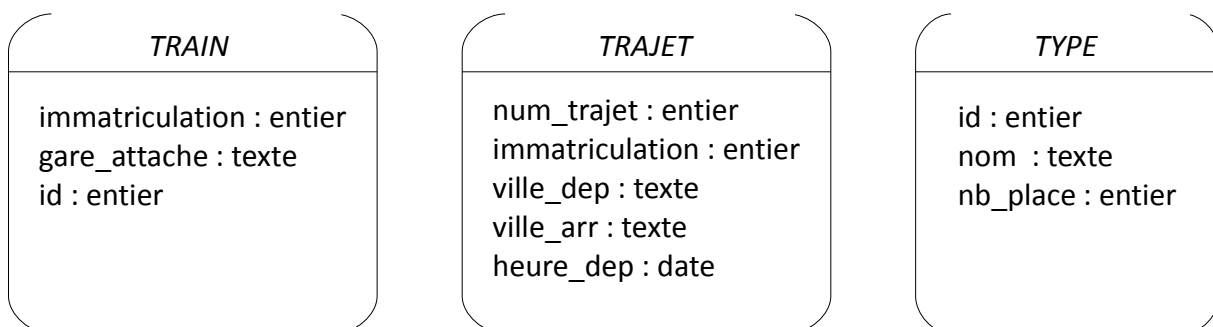 TRAIN
immatriculation : entier
gare_attache : texte
id : entier
TRAJET
num_trajet : entier
immatriculation : entier
ville_dep : texte
ville_arr : texte
heure_dep : date
TYPE
id : entier
nom  : texte
nb_place : entier